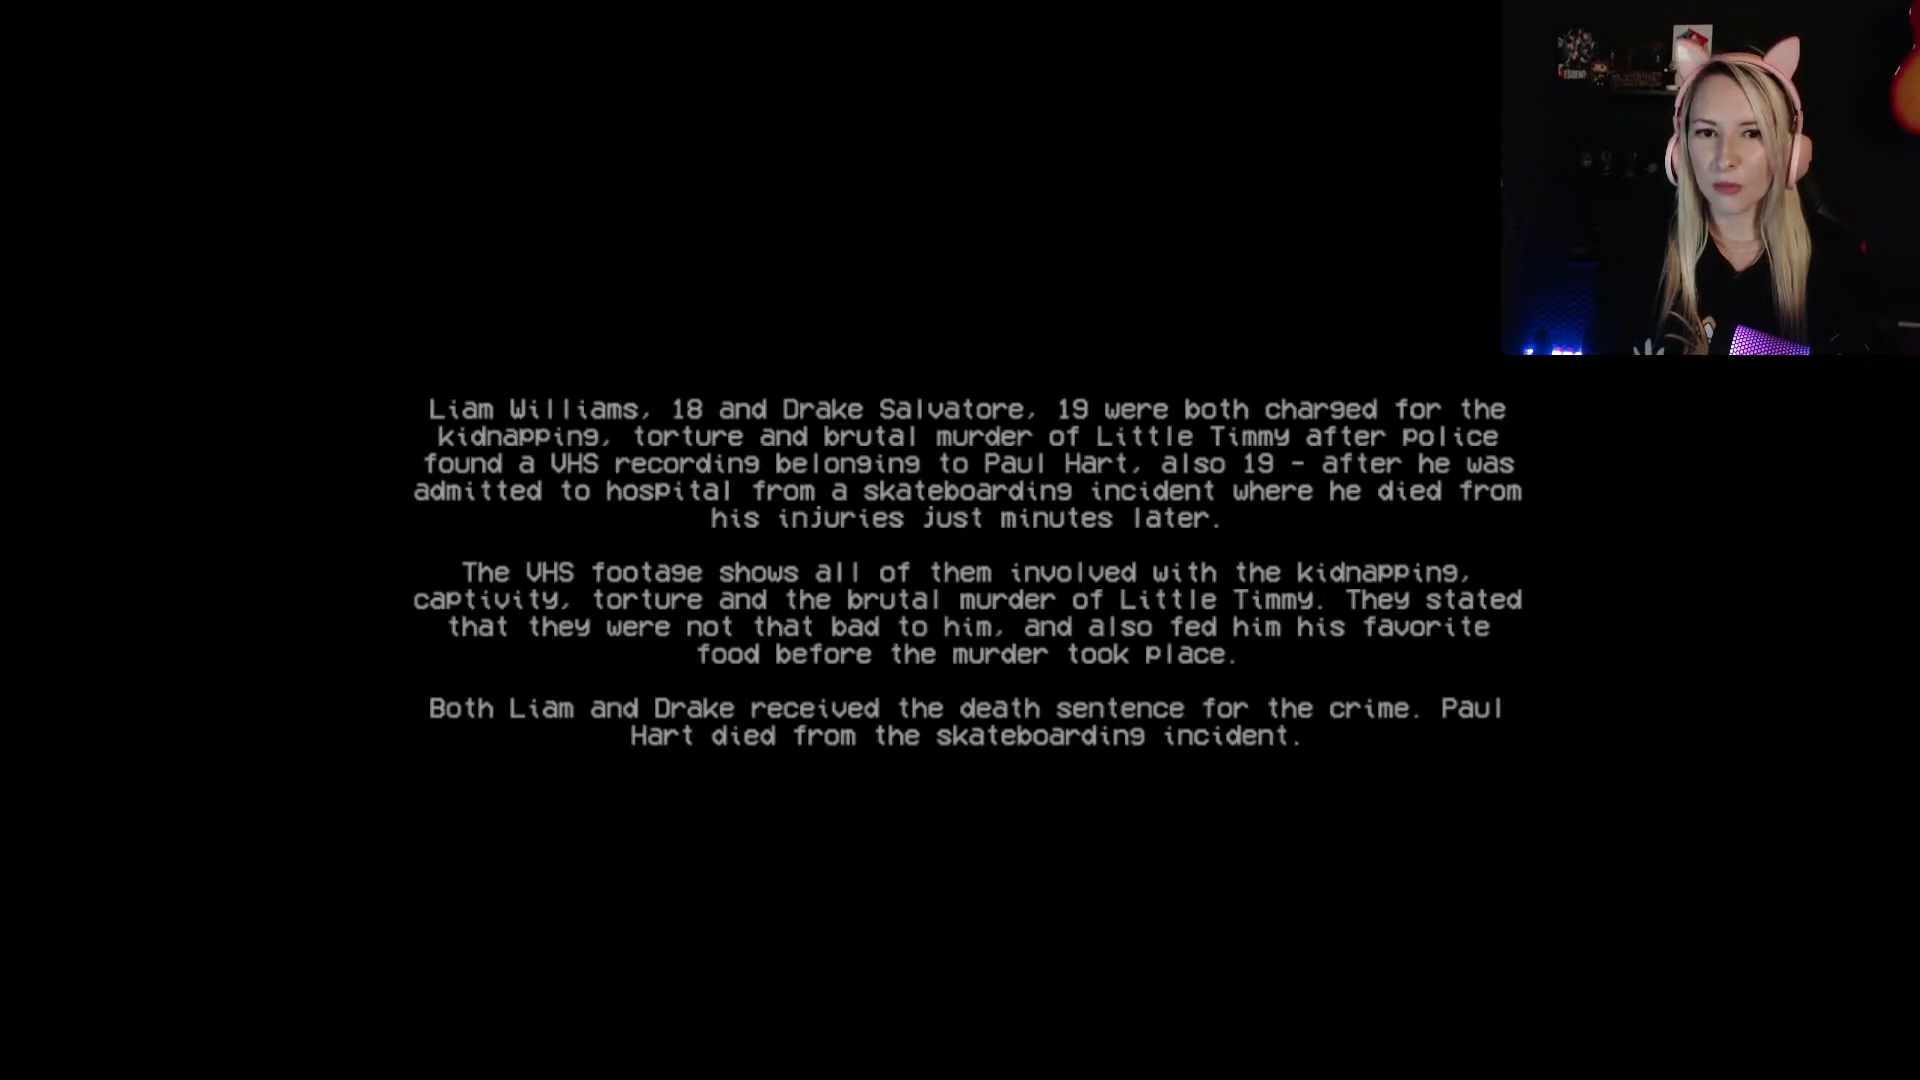 Liam Williams, 18 and Drake Salvatore, 19 were both charged for the
kidnapping, torture and brutal murder of Little Timmy after police
found a VHS recording belonging to Paul Hart, also 19 - after he was
admitted to hospital from a skateboarding incident where he died from
his injuries just minutes later.
The VHS footage shows all of them involved with the kidnapping,
captivity, torture and the brutal murder of Little Timmy. They stated
that they were not that bad to him, and also fed him his favorite
food before the murder took place.
Both Liam and Drake received the death sentence for the crime. Paul
Hart died from the skateboarding incident.